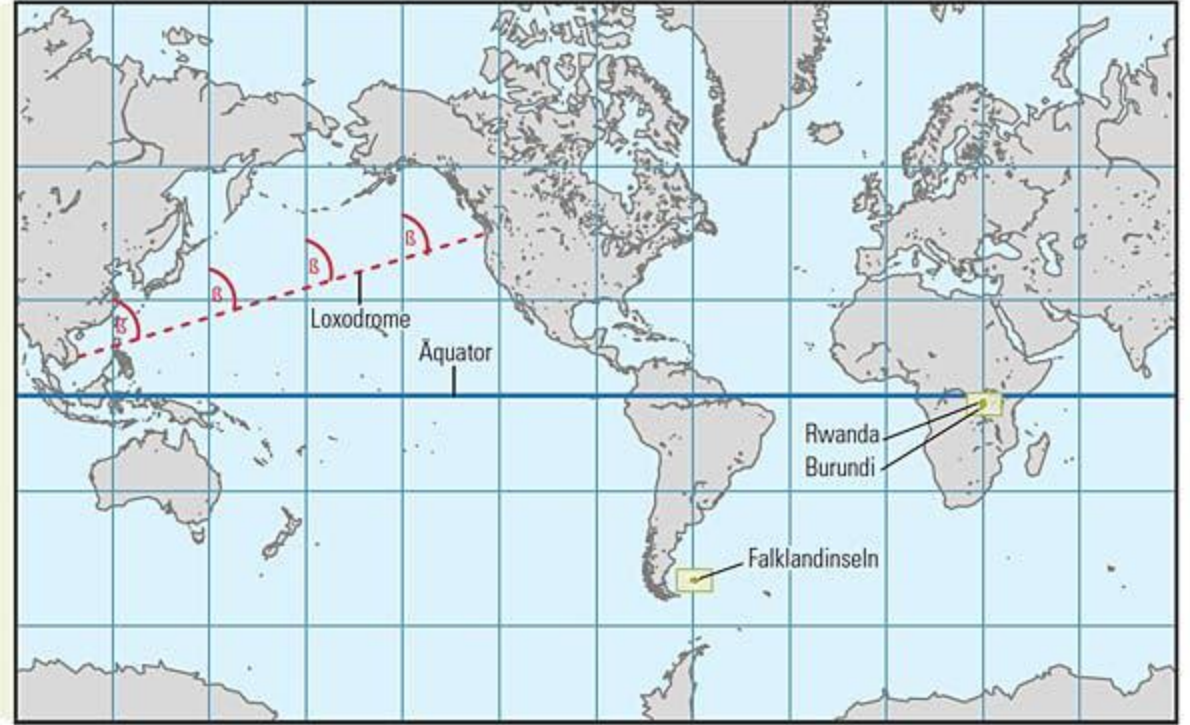 ß
ß
ß
ß
Loxodrome
Äquator
Rwanda
Burundi
Falklandinseln